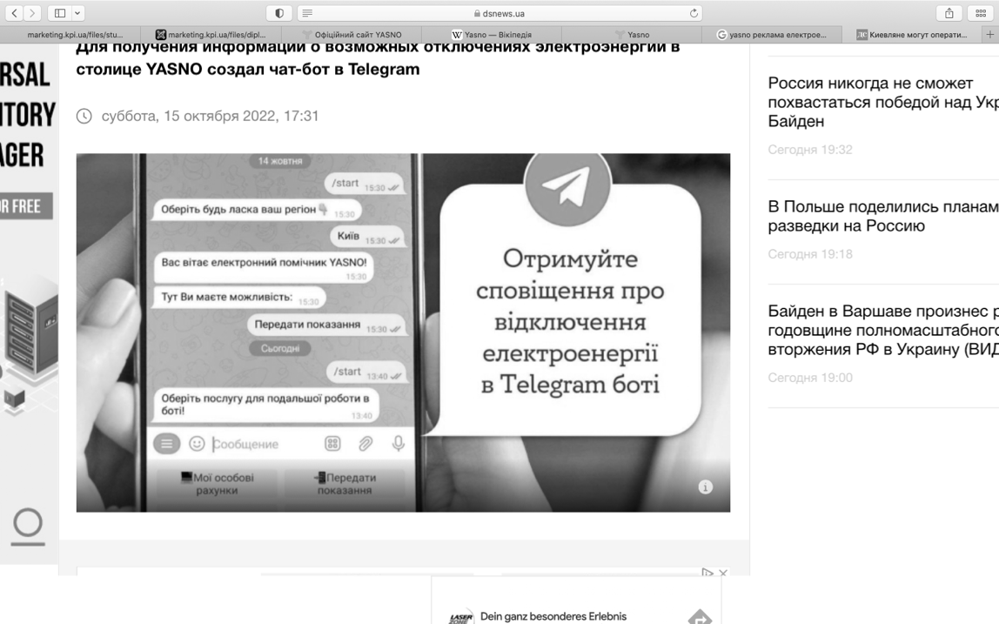 dsnews.ua
marketing.kpi.ua/files/stu...
marketing.kpi.ua/files/dipl...
Офіційний сайт YASNO
Yasno — Вікіпедія
Yasno
yasno реклама електрое...
Киевляне могут операти...
RSAL
ITORY
AGER
OR FREE
Для получения информации о возможных отключениях электроэнергии в
столице YASNO создал чат-бот в Telegram
суббота, 15 октября 2022, 17:31
14 жовтня
/start 15:30
Оберіть будь ласка ваш регіон 15:30
Київ 15:30
Вас вітає електронний помічник YASNO!
15:30
Тут Ви маєте можливість: 15:30
Передати показання 15:30
Сьогодні
/start 13:40
Оберіть послугу для подальшої роботи в
боті!
13:40
Сообщение
Мої особові
рахунки
Передати
показання
Отримуйте
сповіщення про
відключення
електроенергії
в Telegram боті
Россия никогда не сможет
похвастаться победой над Укр
Байден
Сегодня 19:32
В Польше поделились планам
разведки на Россию
Сегодня 19:18
Байден в Варшаве произнес р
годовщине полномасштабного
вторжения РФ в Украину (ВИД
Сегодня 19:00
LASER
ZONE
Dein ganz besonderes Erlebnis